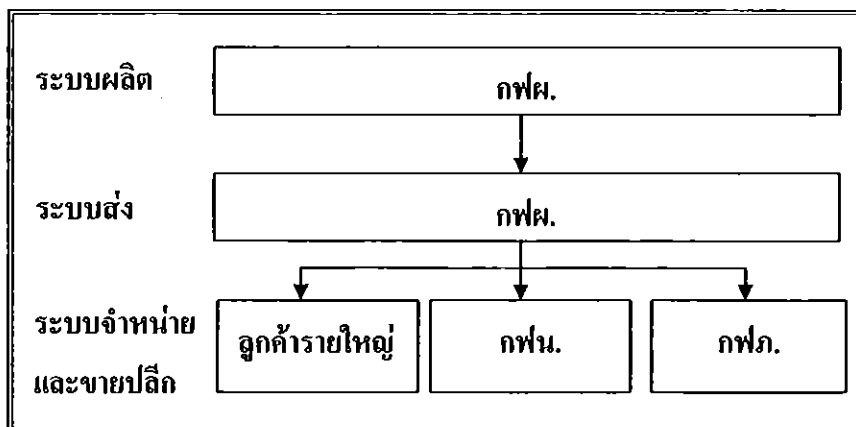 ระบบผลิต
กฟผ.
ระบบส่ง
กฟผ.
ระบบจำหน่าย
และขายปลีก
ลูกค้ารายใหญ่
กฟน.
กฟภ.